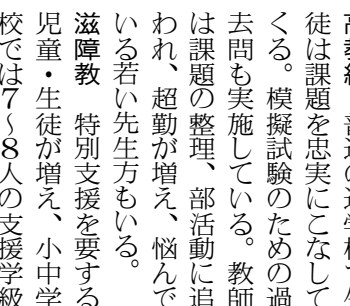 徒は課題を忠実にこなして
くる。模擬試験のための過
去問も実施している。教師
は課題の整理、部活動に追
われ、超勤が増え、悩んで
いる若い先生方もいる。
滋障教　特別支援を要する
児童・生徒が増え、小中学
校では７～８人の支援学級